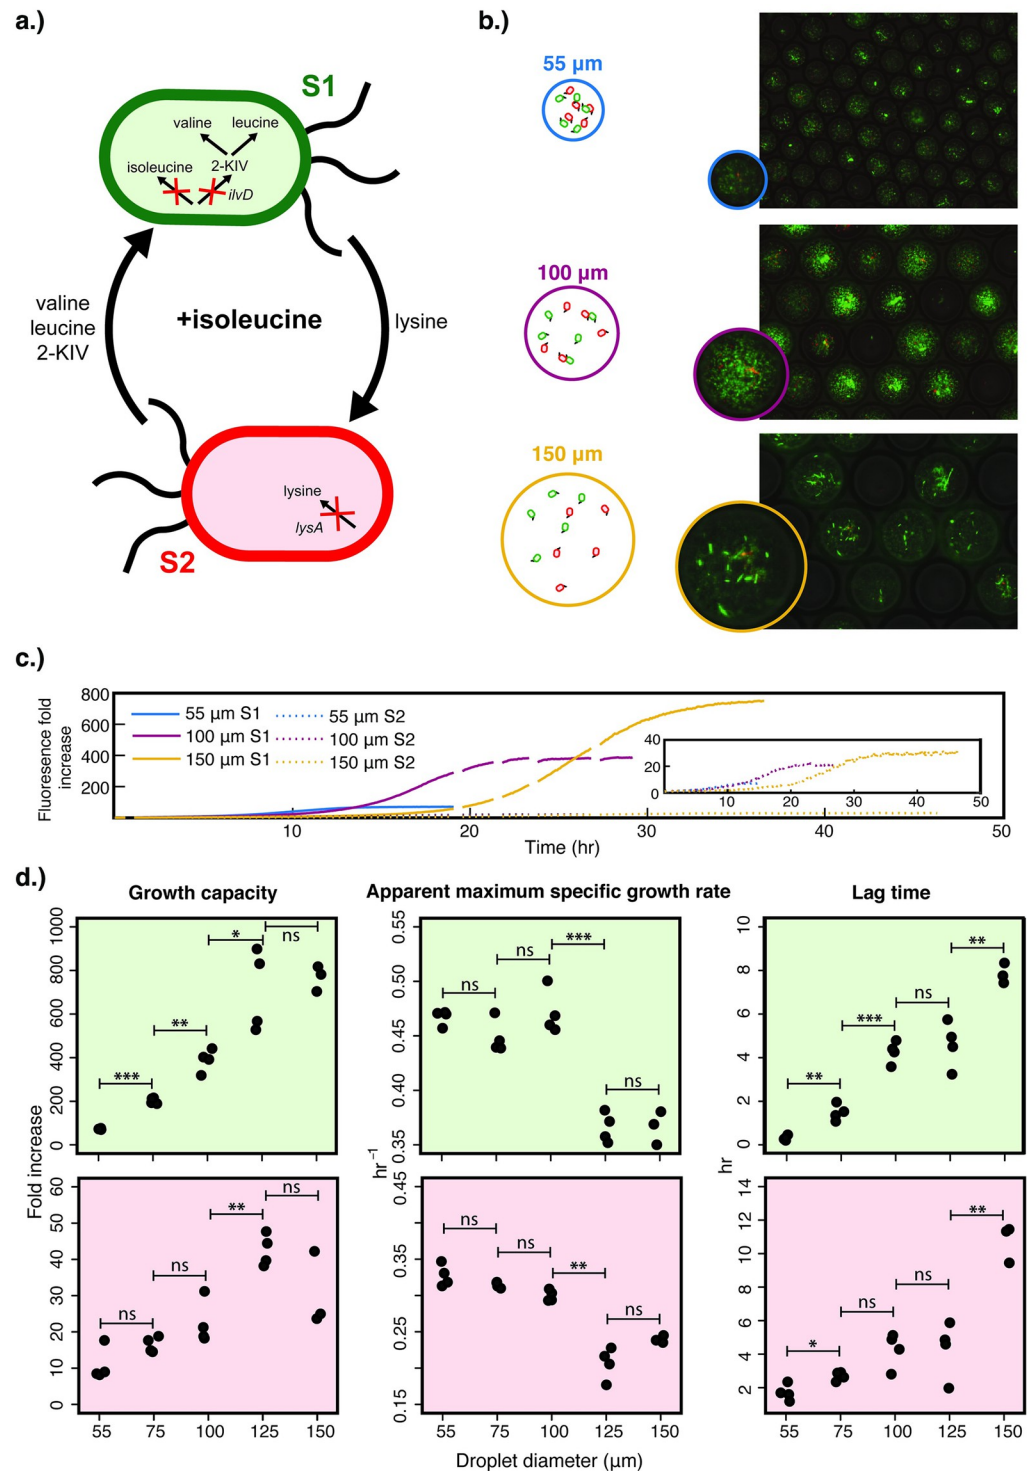 a.)
S1
valine
leucine
isoleucine
2-KIV
ilvD
valine
leucine
2-KIV
+isoleucine
lysine
lysine
lysA
S2
b.)
55 µm
100 µm
150 µm
c.)
Fluoresence fold
increase
800
600
400
200
55 µm S1
100 µm S1
150 µm S1
55 µm S2
100 µm S2
150 µm S2
40
20
0
10
20
30
40
50
10
20
30
40
50
Time (hr)
d.)
Growth capacity
Apparent maximum specific growth rate
Lag time
Fold increase
1000
800
600
400
200
0
***
**
*
ns
hr⁻¹
0.55
0.50
0.45
0.40
0.35
ns
ns
***
ns
hr
10
8
6
4
2
0
**
***
ns
**
60
50
40
30
20
10
0
ns
ns
**
ns
55
75
100
125
150
0.45
0.35
0.25
0.15
ns
ns
**
ns
55
75
100
125
150
14
12
10
8
6
4
2
*
ns
ns
**
55
75
100
125
150
Droplet diameter (µm)